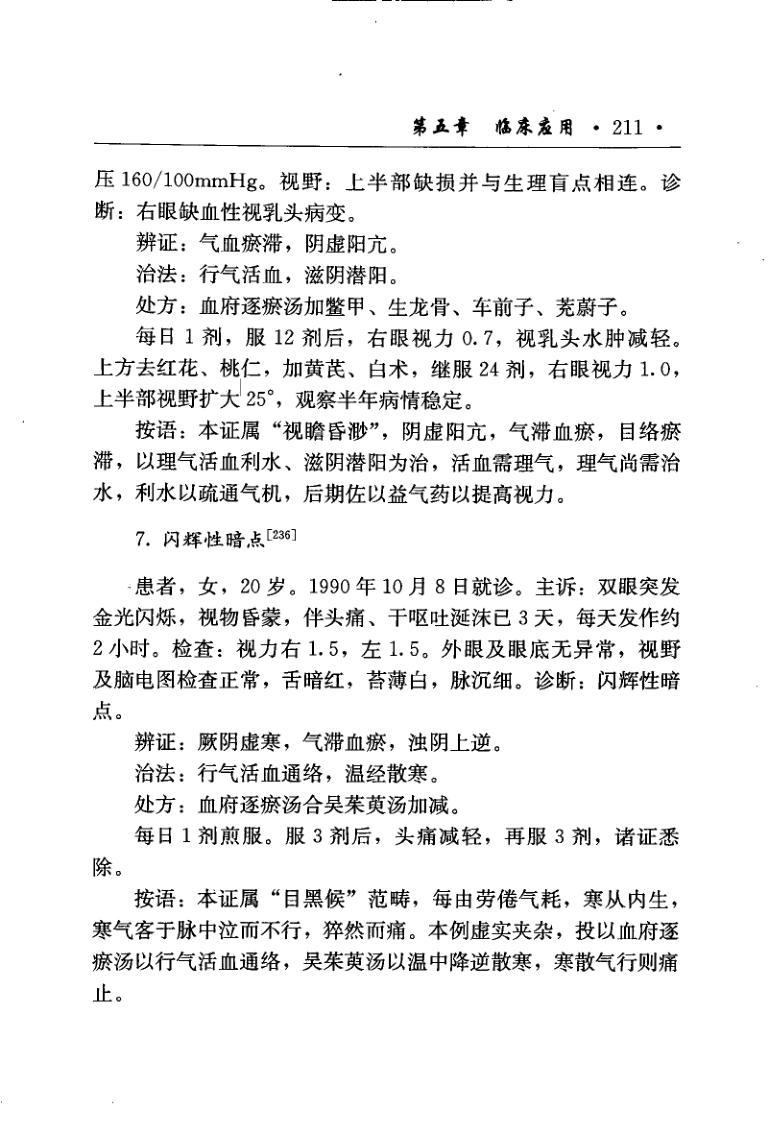 第五章 临床应用 · 211 ·
压 160/100mmHg。视野：上半部缺损并与生理盲点相连。诊
断：右眼缺血性视乳头病变。
辨证：气血瘀滞，阴虚阳亢。
治法：行气活血，滋阴潜阳。
处方：血府逐瘀汤加鳖甲、生龙骨、车前子、茺蔚子。
每日 1 剂，服 12 剂后，右眼视力 0.7，视乳头水肿减轻。
上方去红花、桃仁，加黄芪、白术，继服 24 剂，右眼视力 1.0，
上半部视野扩大 25°，观察半年病情稳定。
按语：本证属“视瞻昏渺”，阴虚阳亢，气滞血瘀，目络瘀
滞，以理气活血利水、滋阴潜阳为治，活血需理气，理气尚需治
水，利水以疏通气机，后期佐以益气药以提高视力。
7. 闪辉性暗点[236]
患者，女，20 岁。1990 年 10 月 8 日就诊。主诉：双眼突发
金光闪烁，视物昏蒙，伴头痛、干呕吐涎沫已 3 天，每天发作约
2 小时。检查：视力右 1.5，左 1.5。外眼及眼底无异常，视野
及脑电图检查正常，舌暗红，苔薄白，脉沉细。诊断：闪辉性暗
点。
辨证：厥阴虚寒，气滞血瘀，浊阴上逆。
治法：行气活血通络，温经散寒。
处方：血府逐瘀汤合吴茱萸汤加减。
每日 1 剂煎服。服 3 剂后，头痛减轻，再服 3 剂，诸证悉
除。
按语：本证属“目黑候”范畴，每由劳倦气耗，寒从内生，
寒气客于脉中泣而不行，猝然而痛。本例虚实夹杂，投以血府逐
瘀汤以行气活血通络，吴茱萸汤以温中降逆散寒，寒散气行则痛
止。